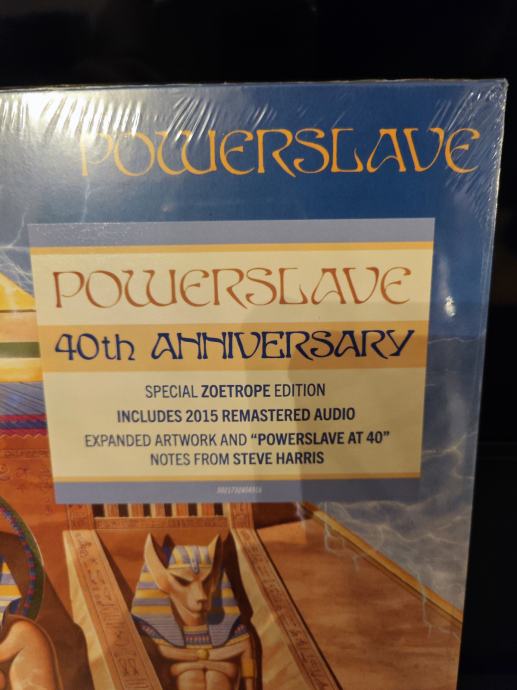 POWERSLAVE
POWERSLAVE
40th ANNIVERSARY
SPECIAL ZOETROPE EDITION
INCLUDES 2015 REMASTERED AUDIO
EXPANDED ARTWORK AND “POWERSLAVE AT 40”
NOTES FROM STEVE HARRIS